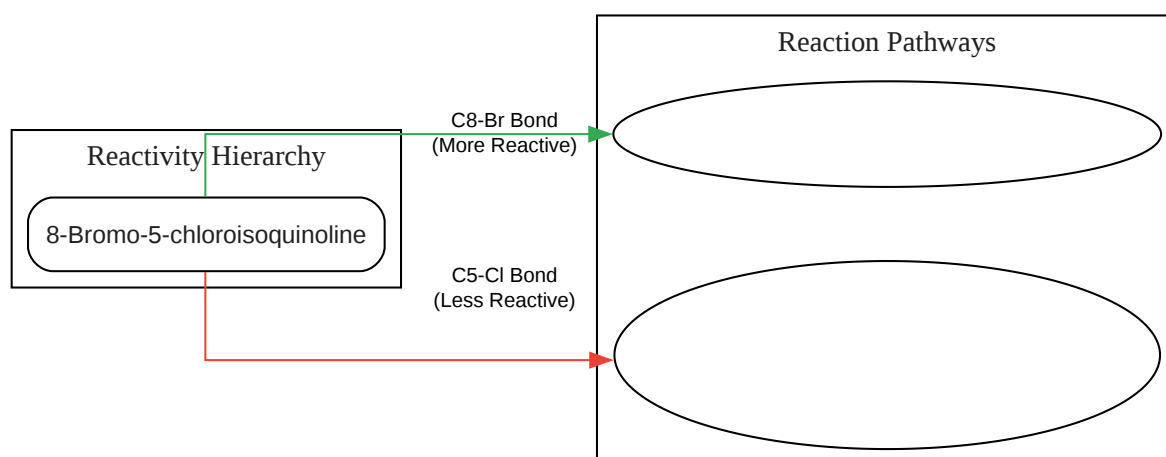 Reaction Pathways
C8-Br Bond
(More Reactive)
Reactivity Hierarchy
8-Bromo-5-chloroisoquinoline
C5-Cl Bond
(Less Reactive)